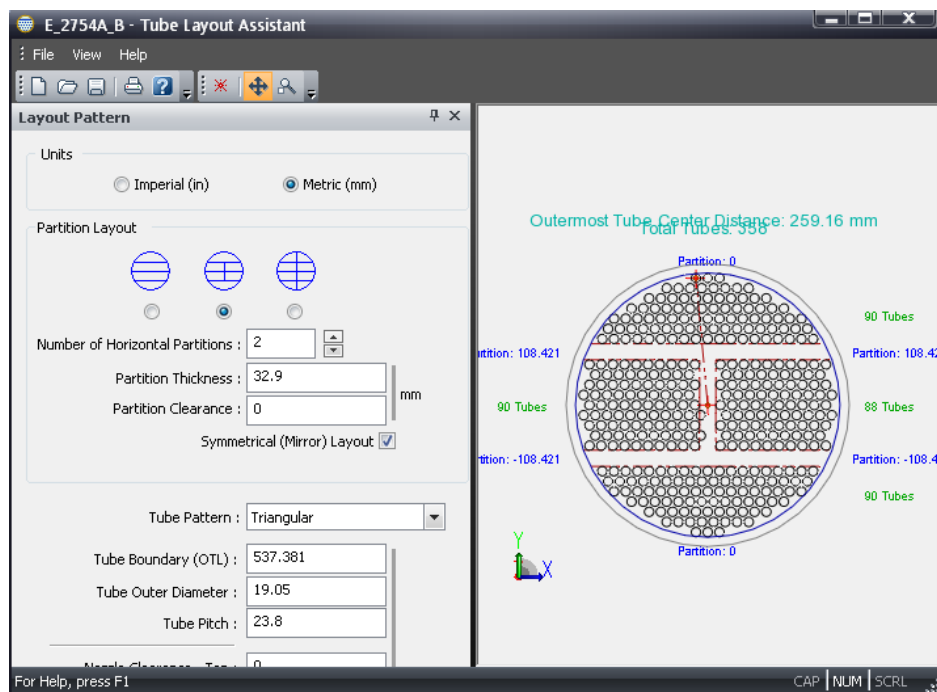 E_2754A_B - Tube Layout Assistant
File View Help
Layout Pattern
Units
Imperial (in) Metric (mm)
Partition Layout
Number of Horizontal Partitions : 2
Partition Thickness : 32.9
mm
Partition Clearance : 0
Symmetrical (Mirror) Layout
Tube Pattern : Triangular
Tube Boundary (OTL) : 537.381
Tube Outer Diameter : 19.05
Tube Pitch : 23.8
Outermost Tube Center Distance: 259.16 mm
Total Tubes: 358
Partition: 0
90 Tubes
rtition: 108.421
Partition: 108.42
90 Tubes
88 Tubes
tition: -108.421
Partition: -108.4
90 Tubes
Partition: 0
Y
X
For Help, press F1
CAP NUM SCRL